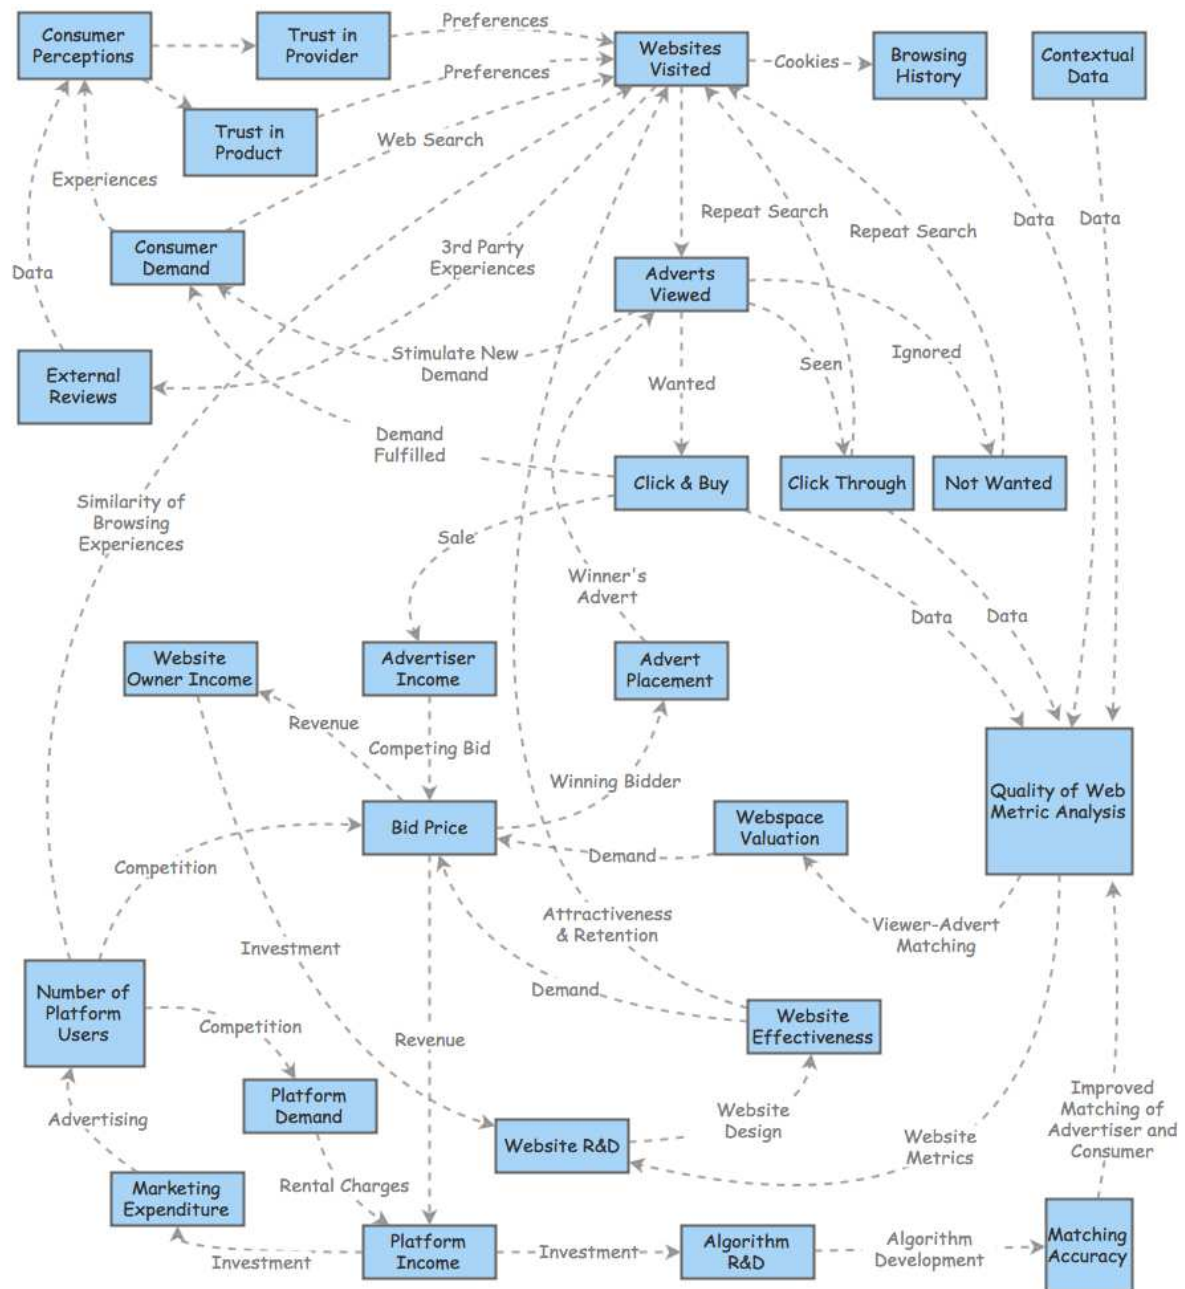 Consumer
Perceptions
Trust in
Provider
Preferences
Websites
Visited
Cookies
Browsing
History
Contextual
Data
Preferences
Trust in
Product
Web Search
Experiences
Repeat Search
Data
Data
Repeat Search
Consumer
Demand
3rd Party
Experiences
Data
Adverts
Viewed
External
Reviews
Stimulate New
Demand
Wanted
Seen
Ignored
Demand
Fulfilled
Click & Buy
Click Through
Not Wanted
Similarity of
Browsing
Experiences
Sale
Winner's
Advert
Data
Data
Website
Owner Income
Advertiser
Income
Advert
Placement
Revenue
Competing Bid
Winning Bidder
Quality of Web
Metric Analysis
Bid Price
Webspace
Valuation
Demand
Competition
Attractiveness
& Retention
Viewer-Advert
Matching
Investment
Number of
Platform
Users
Demand
Website
Effectiveness
Competition
Revenue
Platform
Demand
Advertising
Website R&D
Website
Design
Website
Metrics
Improved
Matching of
Advertiser and
Consumer
Marketing
Expenditure
Rental Charges
Platform
Income
Investment
Investment
Algorithm
R&D
Algorithm
Development
Matching
Accuracy